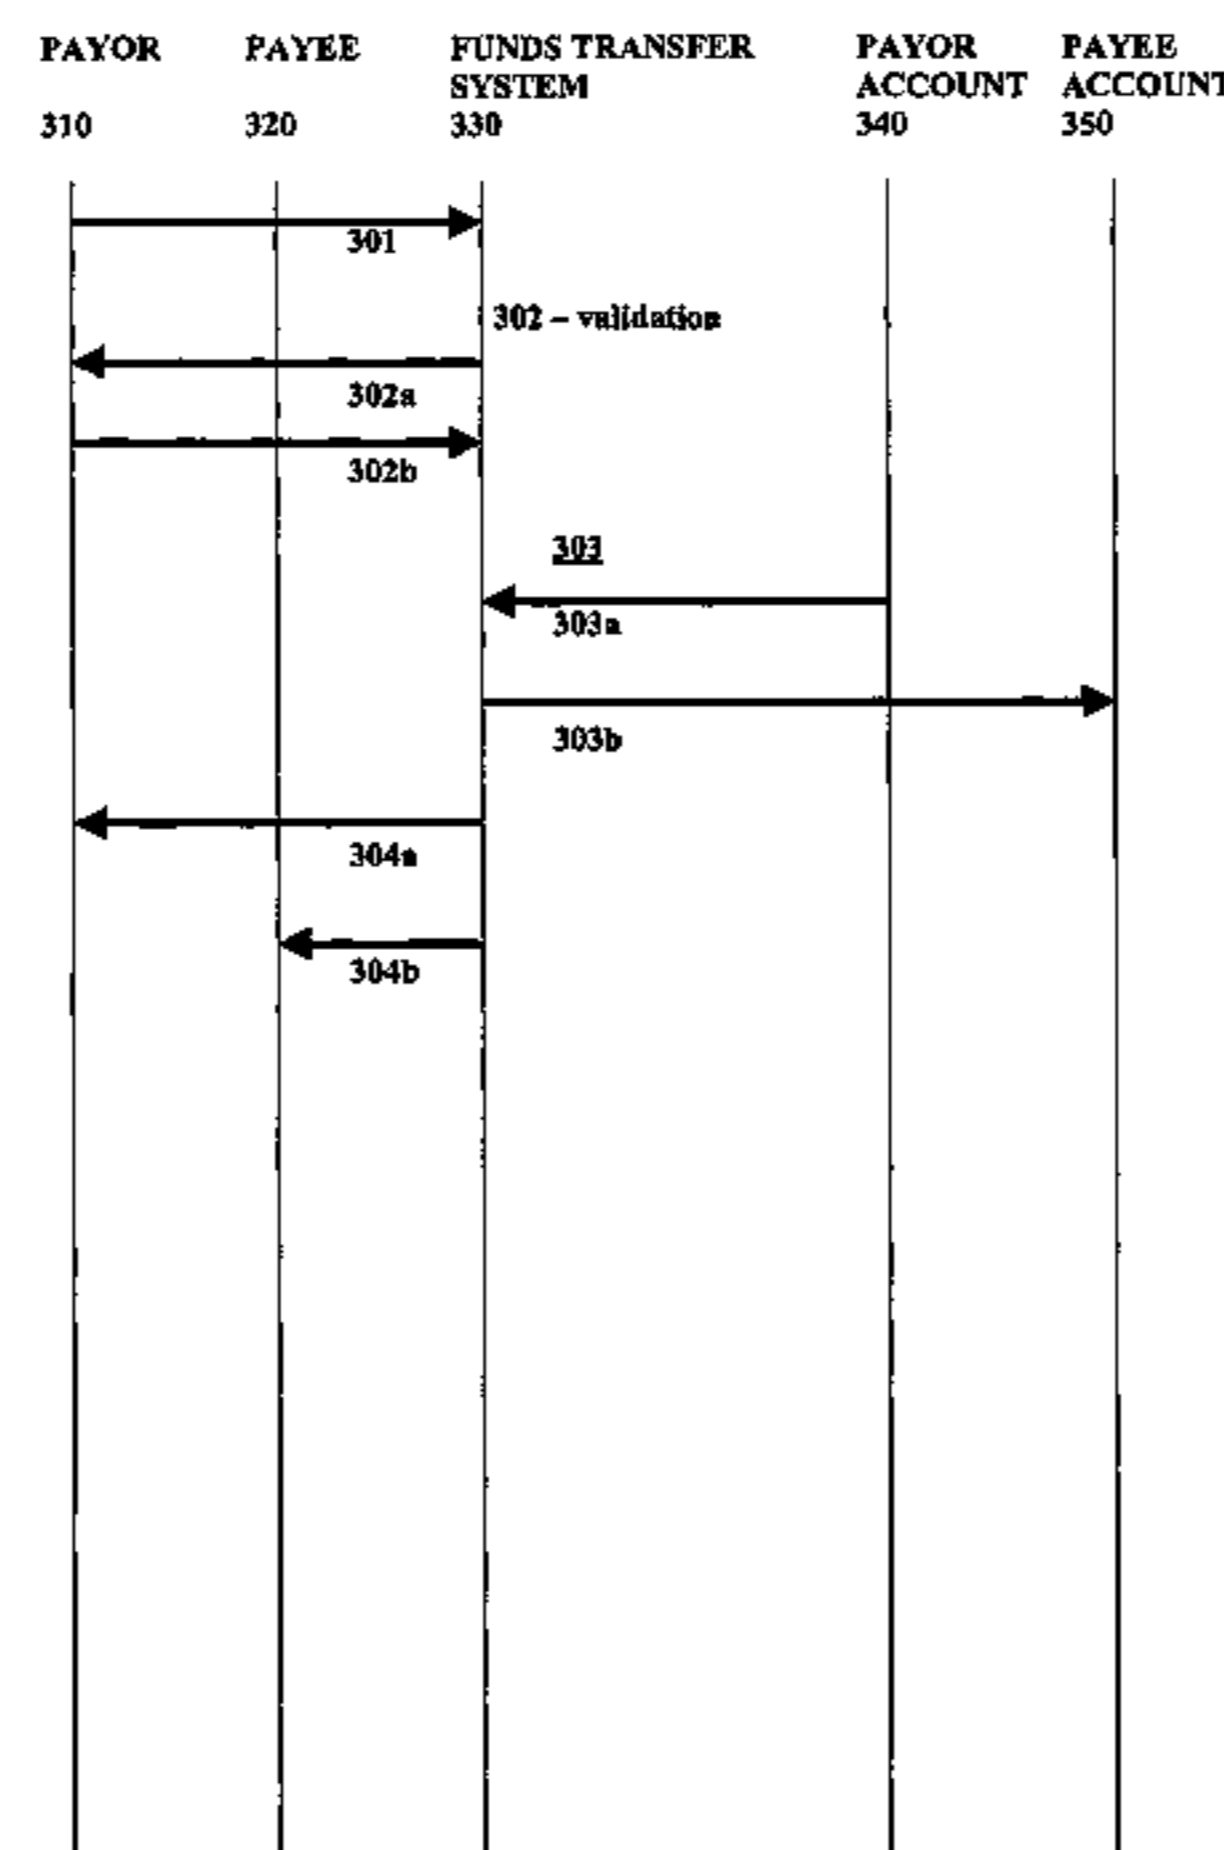 PAYOR PAYEE FUNDS TRANSFER PAYOR PAYEE
SYSTEM ACCOUNT ACCOUNT
310 320 330 340 350
301
302 – validation
302a
302b
303
303a
303b
304a
304b